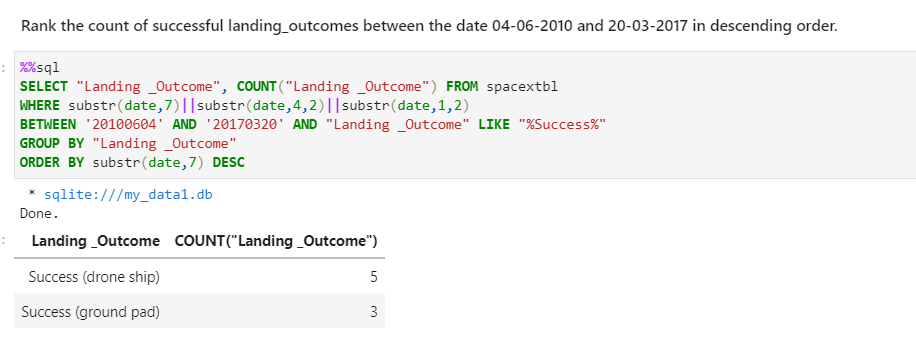 Rank the count of successful landing_outcomes between the date 04-06-2010 and 20-03-2017 in descending order.
: %%sql
SELECT "Landing _Outcome", COUNT("Landing _Outcome") FROM spacextbl
WHERE substr(date,7)||substr(date,4,2)||substr(date,1,2)
BETWEEN '20100604' AND '20170320' AND "Landing _Outcome" LIKE "%Success%"
GROUP BY "Landing _Outcome"
ORDER BY substr(date,7) DESC
* sqlite:///my_data1.db
Done.
: Landing _Outcome COUNT("Landing _Outcome")
Success (drone ship) 5
Success (ground pad) 3